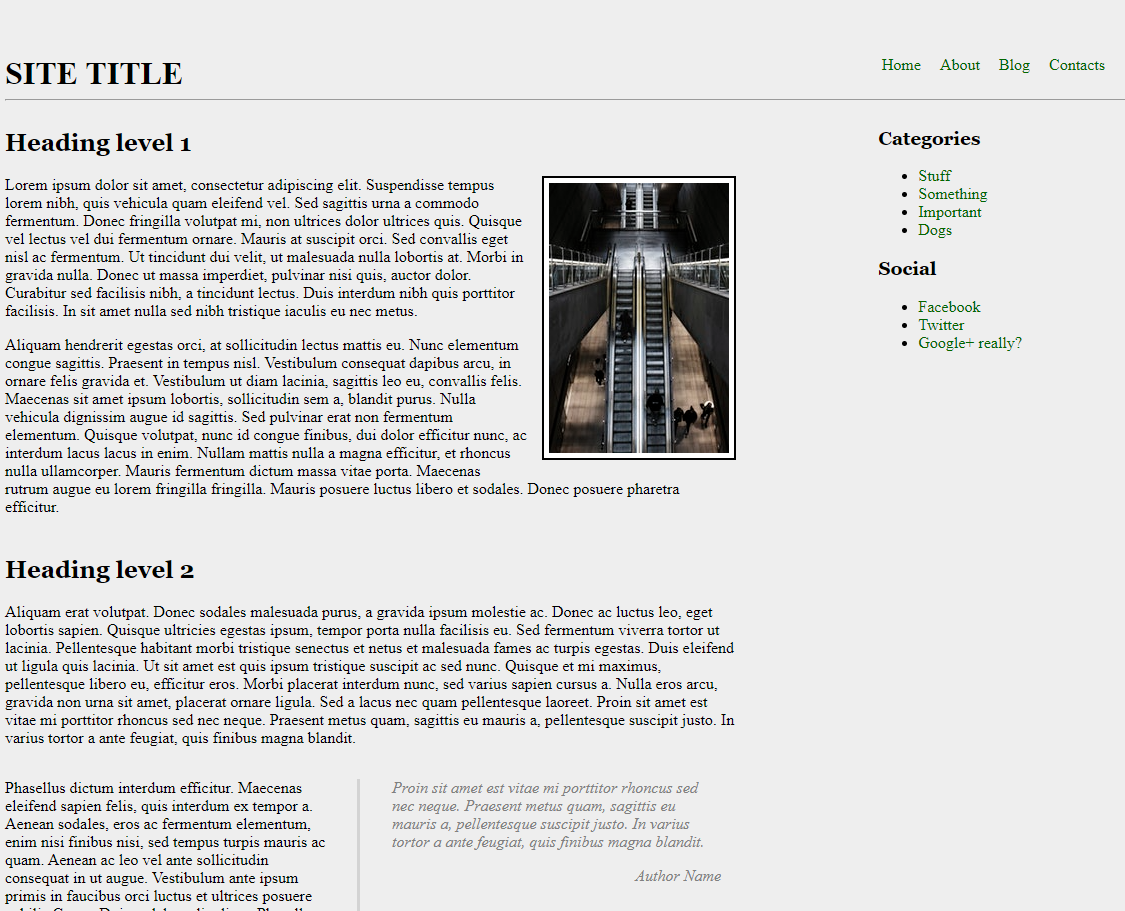 SITE TITLE
Home About Blog Contacts
Heading level 1
Lorem ipsum dolor sit amet, consectetur adipiscing elit. Suspendisse tempus
lorem nibh, quis vehicula quam eleifend vel. Sed sagittis urna a commodo
fermentum. Donec fringilla volutpat mi, non ultrices dolor ultrices quis. Quisque
vel lectus vel dui fermentum ornare. Mauris at suscipit orci. Sed convallis eget
nisl ac fermentum. Ut tincidunt dui velit, ut malesuada nulla lobortis at. Morbi in
gravida nulla. Donec ut massa imperdiet, pulvinar nisi quis, auctor dolor.
Curabitur sed facilisis nibh, a tincidunt lectus. Duis interdum nibh quis porttitor
facilisis. In sit amet nulla sed nibh tristique iaculis eu nec metus.
Aliquam hendrerit egestas orci, at sollicitudin lectus mattis eu. Nunc elementum
congue sagittis. Praesent in tempus nisl. Vestibulum consequat dapibus arcu, in
ornare felis gravida et. Vestibulum ut diam lacinia, sagittis leo eu, convallis felis.
Maecenas sit amet ipsum lobortis, sollicitudin sem a, blandit purus. Nulla
vehicula dignissim augue id sagittis. Sed pulvinar erat non fermentum
elementum. Quisque volutpat, nunc id congue finibus, dui dolor efficitur nunc, ac
interdum lacus lacus in enim. Nullam mattis nulla a magna efficitur, et rhoncus
nulla ullamcorper. Mauris fermentum dictum massa vitae porta. Maecenas
rutrum augue eu lorem fringilla fringilla. Mauris posuere luctus libero et sodales. Donec posuere pharetra
efficitur.
Heading level 2
Aliquam erat volutpat. Donec sodales malesuada purus, a gravida ipsum molestie ac. Donec ac luctus leo, eget
lobortis sapien. Quisque ultricies egestas ipsum, tempor porta nulla facilisis eu. Sed fermentum viverra tortor ut
lacinia. Pellentesque habitant morbi tristique senectus et netus et malesuada fames ac turpis egestas. Duis eleifend
ut ligula quis lacinia. Ut sit amet est quis ipsum tristique suscipit ac sed nunc. Quisque et mi maximus,
pellentesque libero eu, efficitur eros. Morbi placerat interdum nunc, sed varius sapien cursus a. Nulla eros arcu,
gravida non urna sit amet, placerat ornare ligula. Sed a lacus nec quam pellentesque laoreet. Proin sit amet est
vitae mi porttitor rhoncus sed nec neque. Praesent metus quam, sagittis eu mauris a, pellentesque suscipit justo. In
varius tortor a ante feugiat, quis finibus magna blandit.
Phasellus dictum interdum efficitur. Maecenas
eleifend sapien felis, quis interdum ex tempor a.
Aenean sodales, eros ac fermentum elementum,
enim nisi finibus nisi, sed tempus turpis mauris ac
quam. Aenean ac leo vel ante sollicitudin
consequat in ut augue. Vestibulum ante ipsum
primis in faucibus orci luctus et ultrices posuere
Proin sit amet est vitae mi porttitor rhoncus sed
nec neque. Praesent metus quam, sagittis eu
mauris a, pellentesque suscipit justo. In varius
tortor a ante feugiat, quis finibus magna blandit.
Author Name
Categories
Stuff
Something
Important
Dogs
Social
Facebook
Twitter
Google+ really?